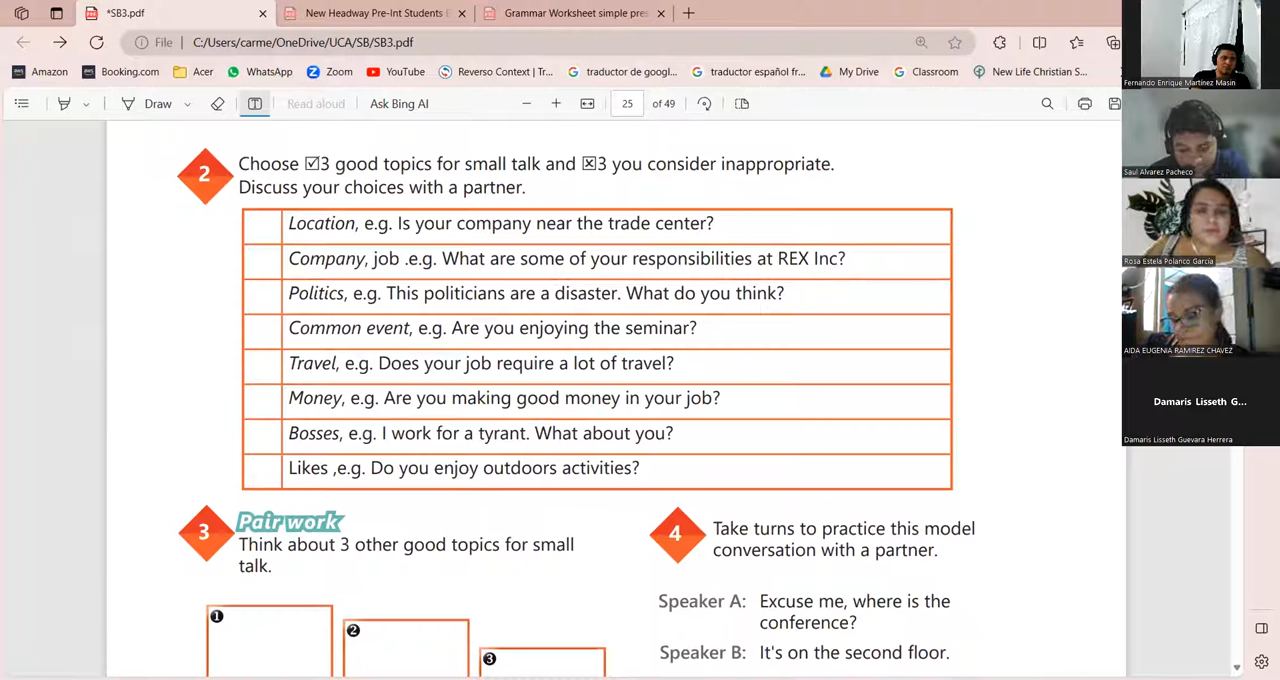 *SB3.pdf
New Headway Pre-Int Students E
Grammar Worksheet simple pres
File C:/Users/carme/OneDrive/UCA/SB/SB3.pdf
Amazon Booking.com Acer WhatsApp Zoom YouTube Reverso Context | Tr... traductor de googl... traductor español fr... My Drive Classroom New Life Christian S...
Draw Read aloud Ask Bing AI 25 of 49
2 Choose ☑3 good topics for small talk and ☒3 you consider inappropriate.
Discuss your choices with a partner.
Location, e.g. Is your company near the trade center?
Company, job .e.g. What are some of your responsibilities at REX Inc?
Politics, e.g. This politicians are a disaster. What do you think?
Common event, e.g. Are you enjoying the seminar?
Travel, e.g. Does your job require a lot of travel?
Money, e.g. Are you making good money in your job?
Bosses, e.g. I work for a tyrant. What about you?
Likes ,e.g. Do you enjoy outdoors activities?
3 Pair work
Think about 3 other good topics for small
talk.
❶
❷
❸
4 Take turns to practice this model
conversation with a partner.
Speaker A: Excuse me, where is the
conference?
Speaker B: It's on the second floor.
Fernando Enrique Martínez Masin
Saul Alvarez Pacheco
Rosa Estela Polanco García
AIDA EUGENIA RAMIREZ CHAVEZ
Damaris Lisseth G...
Damaris Lisseth Guevara Herrera